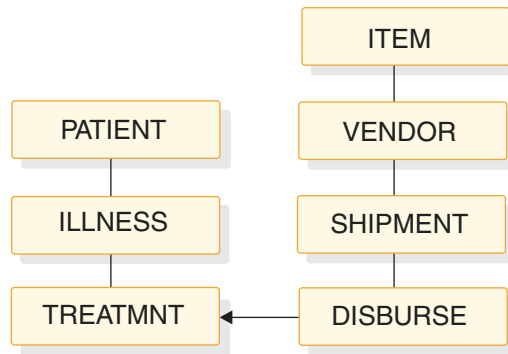 ITEM
PATIENT
VENDOR
ILLNESS
SHIPMENT
TREATMNT
DISBURSE